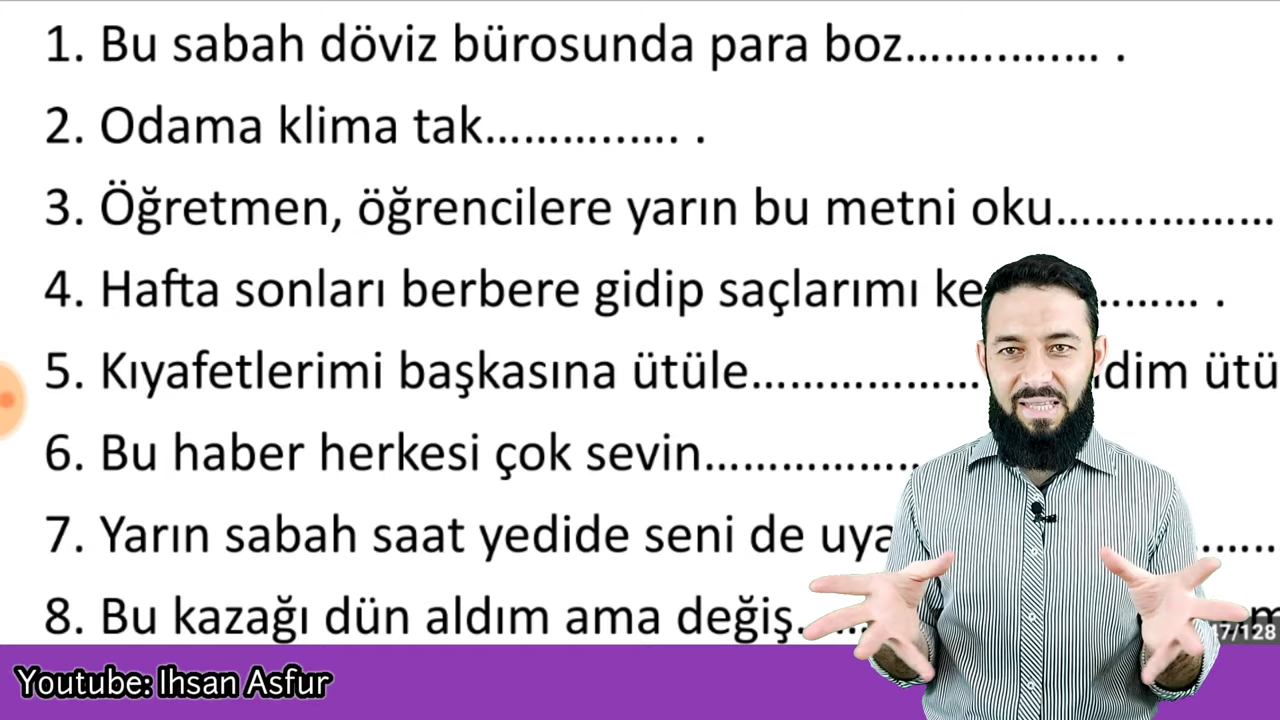 1. Bu sabah döviz bürosunda para boz................ .
2. Odama klima tak................ .
3. Öğretmen, öğrencilere yarın bu metni oku..................
4. Hafta sonları berbere gidip saçlarımı ke ......... .
5. Kıyafetlerimi başkasına ütüle..................dim ütü
6. Bu haber herkesi çok sevin..................
7. Yarın sabah saat yedide seni de uya ......
8. Bu kazağı dün aldım ama değiş......
17/128
Youtube: Ihsan Asfur